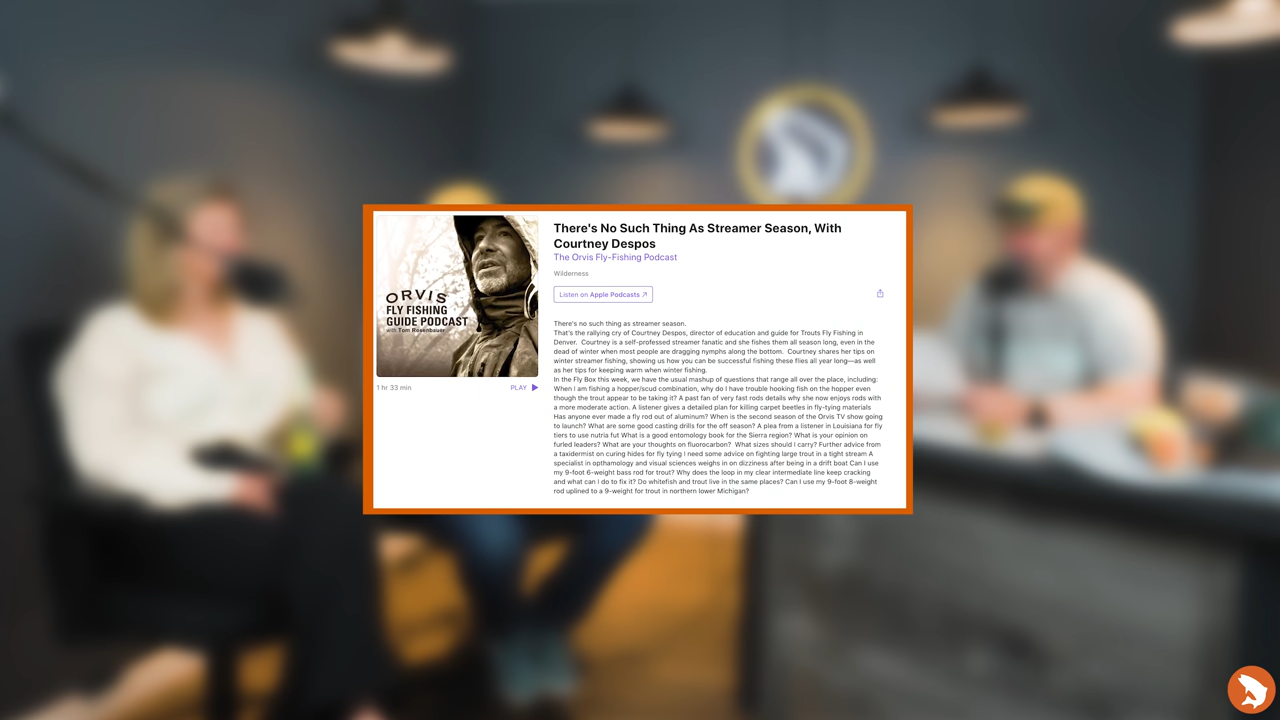 There's No Such Thing As Streamer Season, With
Courtney Despos
The Orvis Fly-Fishing Podcast
Wilderness
Listen on Apple Podcasts ↗
ORVIS
FLY FISHING
GUIDE PODCAST
with Tom Rosenbauer
1 hr 33 min
PLAY
There's no such thing as streamer season.
That's the rallying cry of Courtney Despos, director of education and guide for Trouts Fly Fishing in
Denver.  Courtney is a self-professed streamer fanatic and she fishes them all season long, even in the
dead of winter when most people are dragging nymphs along the bottom.  Courtney shares her tips on
winter streamer fishing, showing us how you can be successful fishing these flies all year long—as well
as her tips for keeping warm when winter fishing.
In the Fly Box this week, we have the usual mashup of questions that range all over the place, including:
When I am fishing a hopper/scud combination, why do I have trouble hooking fish on the hopper even
though the trout appear to be taking it? A past fan of very fast rods details why she now enjoys rods with
a more moderate action. A listener gives a detailed plan for killing carpet beetles in fly-tying materials
Has anyone ever made a fly rod out of aluminum? When is the second season of the Orvis TV show going
to launch? What are some good casting drills for the off season? A plea from a listener in Louisiana for fly
tiers to use nutria fut What is a good entomology book for the Sierra region? What is your opinion on
furled leaders? What are your thoughts on fluorocarbon?  What sizes should I carry? Further advice from
a taxidermist on curing hides for fly tying I need some advice on fighting large trout in a tight stream A
specialist in opthamology and visual sciences weighs in on dizziness after being in a drift boat Can I use
my 9-foot 6-weight bass rod for trout? Why does the loop in my clear intermediate line keep cracking
and what can I do to fix it? Do whitefish and trout live in the same places? Can I use my 9-foot 8-weight
rod uplined to a 9-weight for trout in northern lower Michigan?